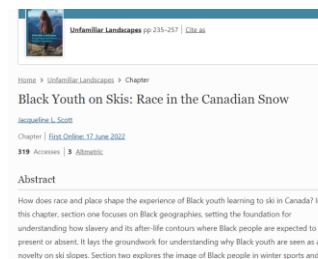 Unfamiliar Landscapes pp 235–257 | Cite as
Home > Unfamiliar Landscapes > Chapter
Black Youth on Skis: Race in the Canadian Snow
Jacqueline L. Scott
Chapter | First Online: 17 June 2022
319 Accesses | 3 Altmetric
Abstract
How does race and place shape the experience of Black youth learning to ski in Canada? I
this chapter, section one focuses on Black geographies, setting the foundation for
understanding how slavery and its after-life contours where Black people are expected to
present or absent. It lays the groundwork for understanding why Black youth are seen as a
novelty on ski slopes. Section two explores the image of Black people in winter sports and